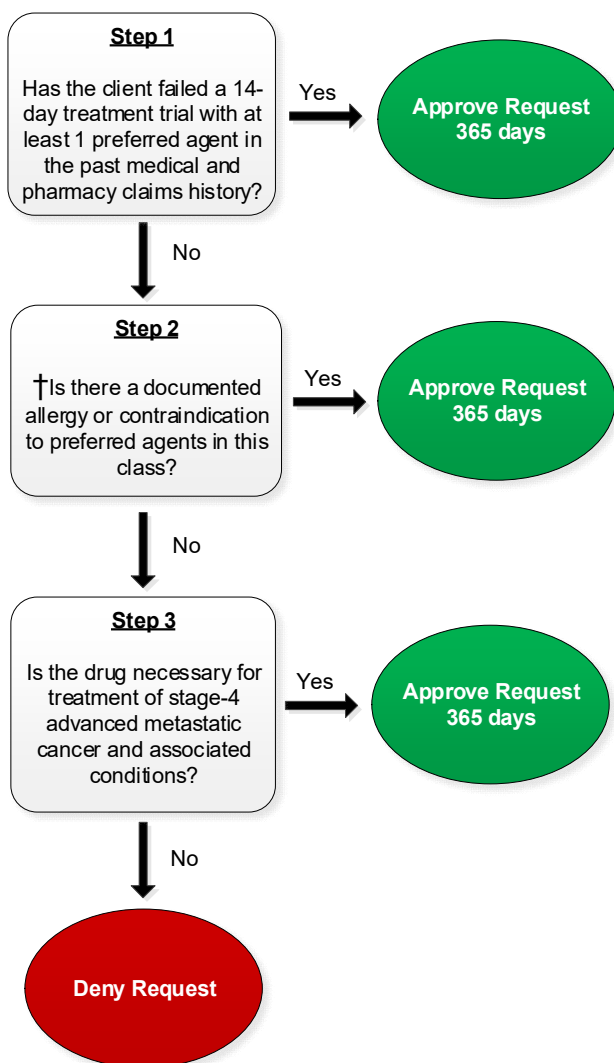 Step 1
Has the client failed a 14-
day treatment trial with at
least 1 preferred agent in
the past medical and
pharmacy claims history?
Yes
Approve Request
365 days
No
Step 2
†Is there a documented
allergy or contraindication
to preferred agents in this
class?
Yes
Approve Request
365 days
No
Step 3
Is the drug necessary for
treatment of stage-4
advanced metastatic
cancer and associated
conditions?
Yes
Approve Request
365 days
No
Deny Request